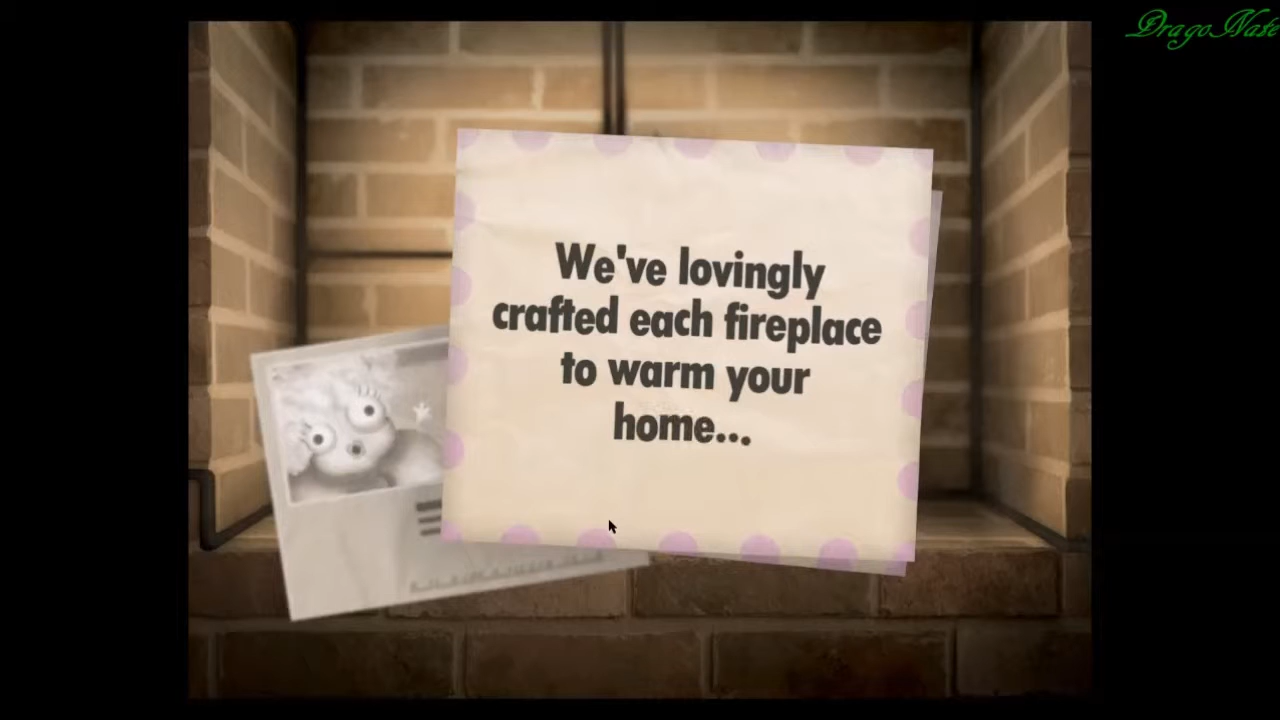 DragoNate
We've lovingly
crafted each fireplace
to warm your
home...